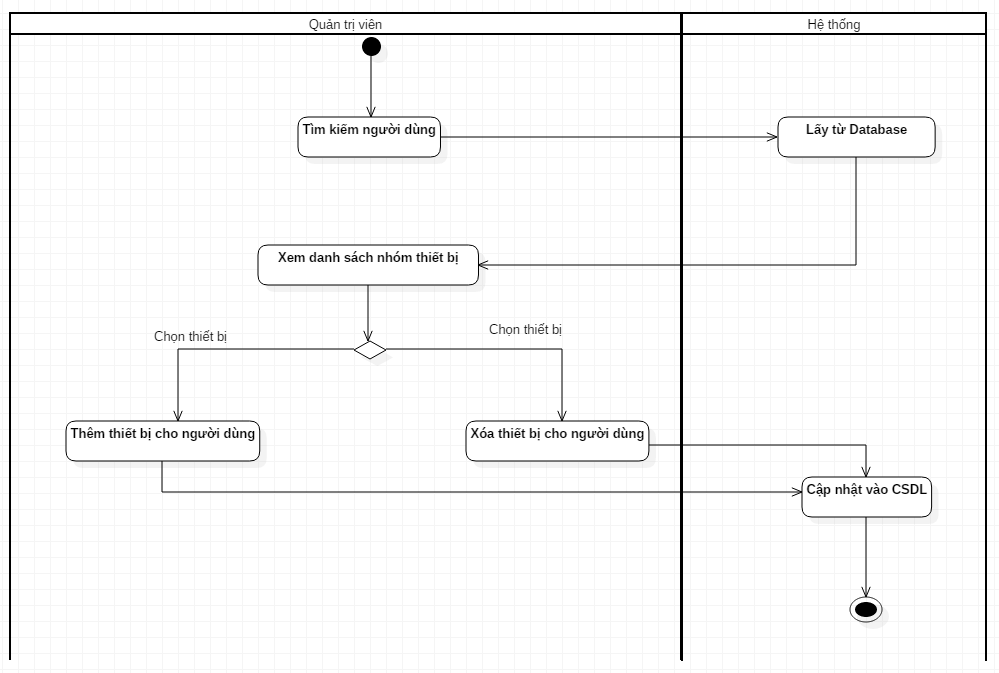 Quản trị viên
Hệ thống
Tìm kiếm người dùng
Lấy từ Database
Xem danh sách nhóm thiết bị
Chọn thiết bị
Chọn thiết bị
Thêm thiết bị cho người dùng
Xóa thiết bị cho người dùng
Cập nhật vào CSDL